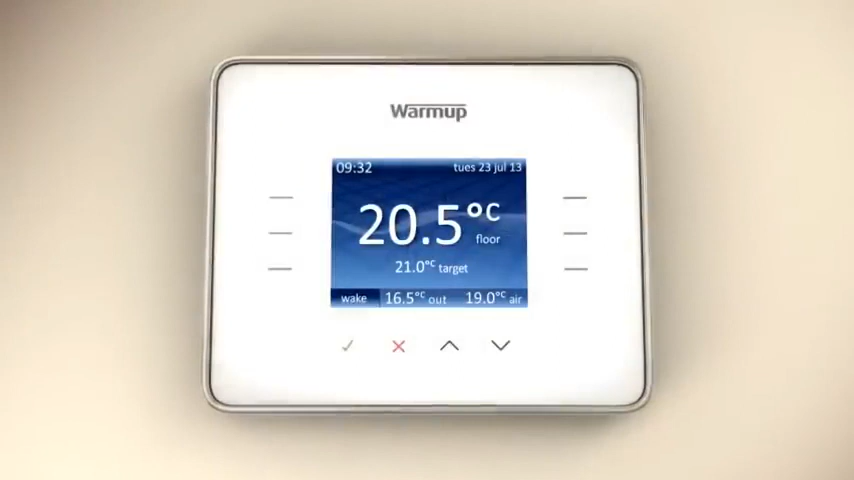 Warmup
09:32 tues 23 jul 13
20.5°C floor
21.0°C target
wake 16.5°C out 19.0°C air